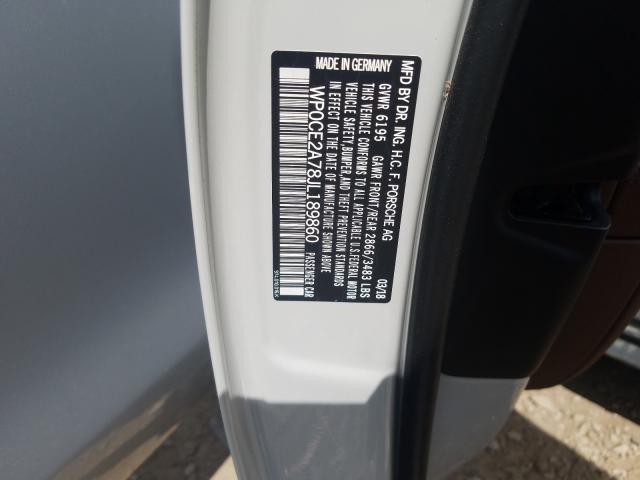 MFD BY DR. ING. H.C. F. PORSCHE AG
GVWR 6195 GAWR FRONT/REAR 2866/3483 LBS 03/18
THIS VEHICLE CONFORMS TO ALL APPLICABLE U.S. FEDERAL MOTOR
VEHICLE SAFETY, BUMPER, AND THEFT PREVENTION STANDARDS
IN EFFECT ON THE DATE OF MANUFACTURE SHOWN ABOVE
WP0CE2A78JL189860 PASSENGER CAR
MADE IN GERMANY